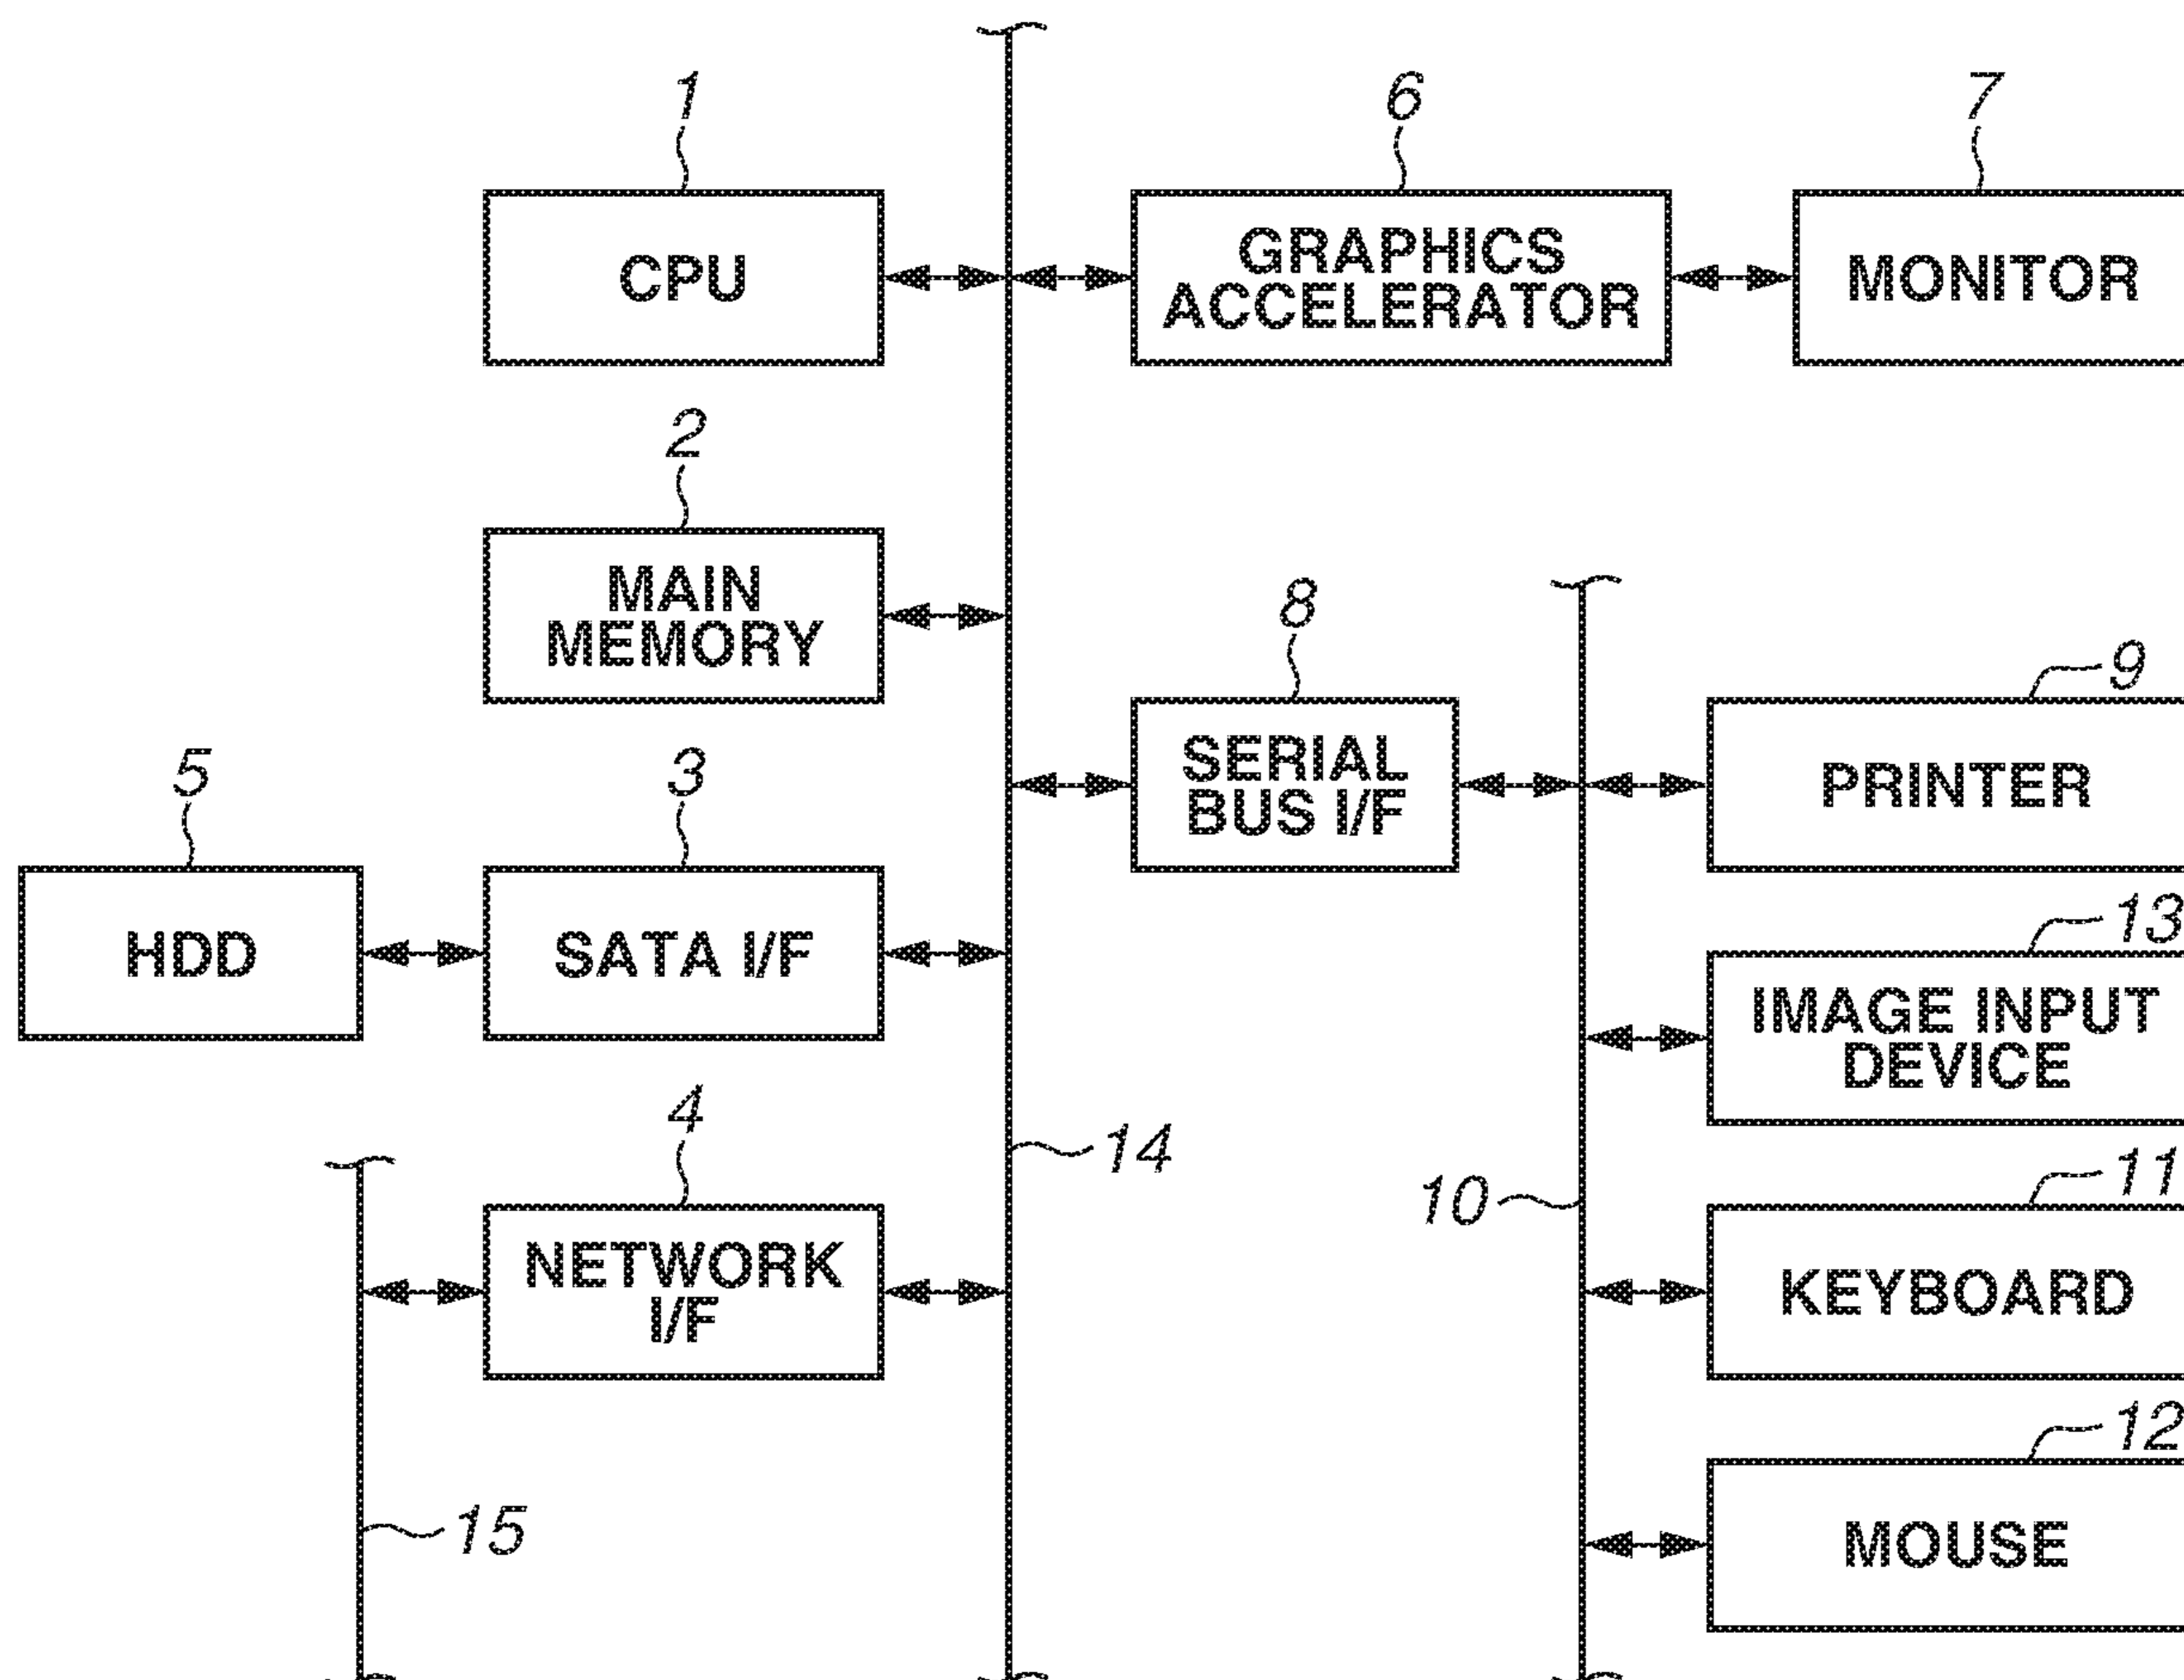 1
6
7
CPU
GRAPHICS
ACCELERATOR
MONITOR
2
MAIN
MEMORY
8
9
SERIAL
BUS I/F
PRINTER
5
3
HDD
SATA I/F
13
IMAGE INPUT
DEVICE
4
14
10
11
NETWORK
I/F
KEYBOARD
12
15
MOUSE